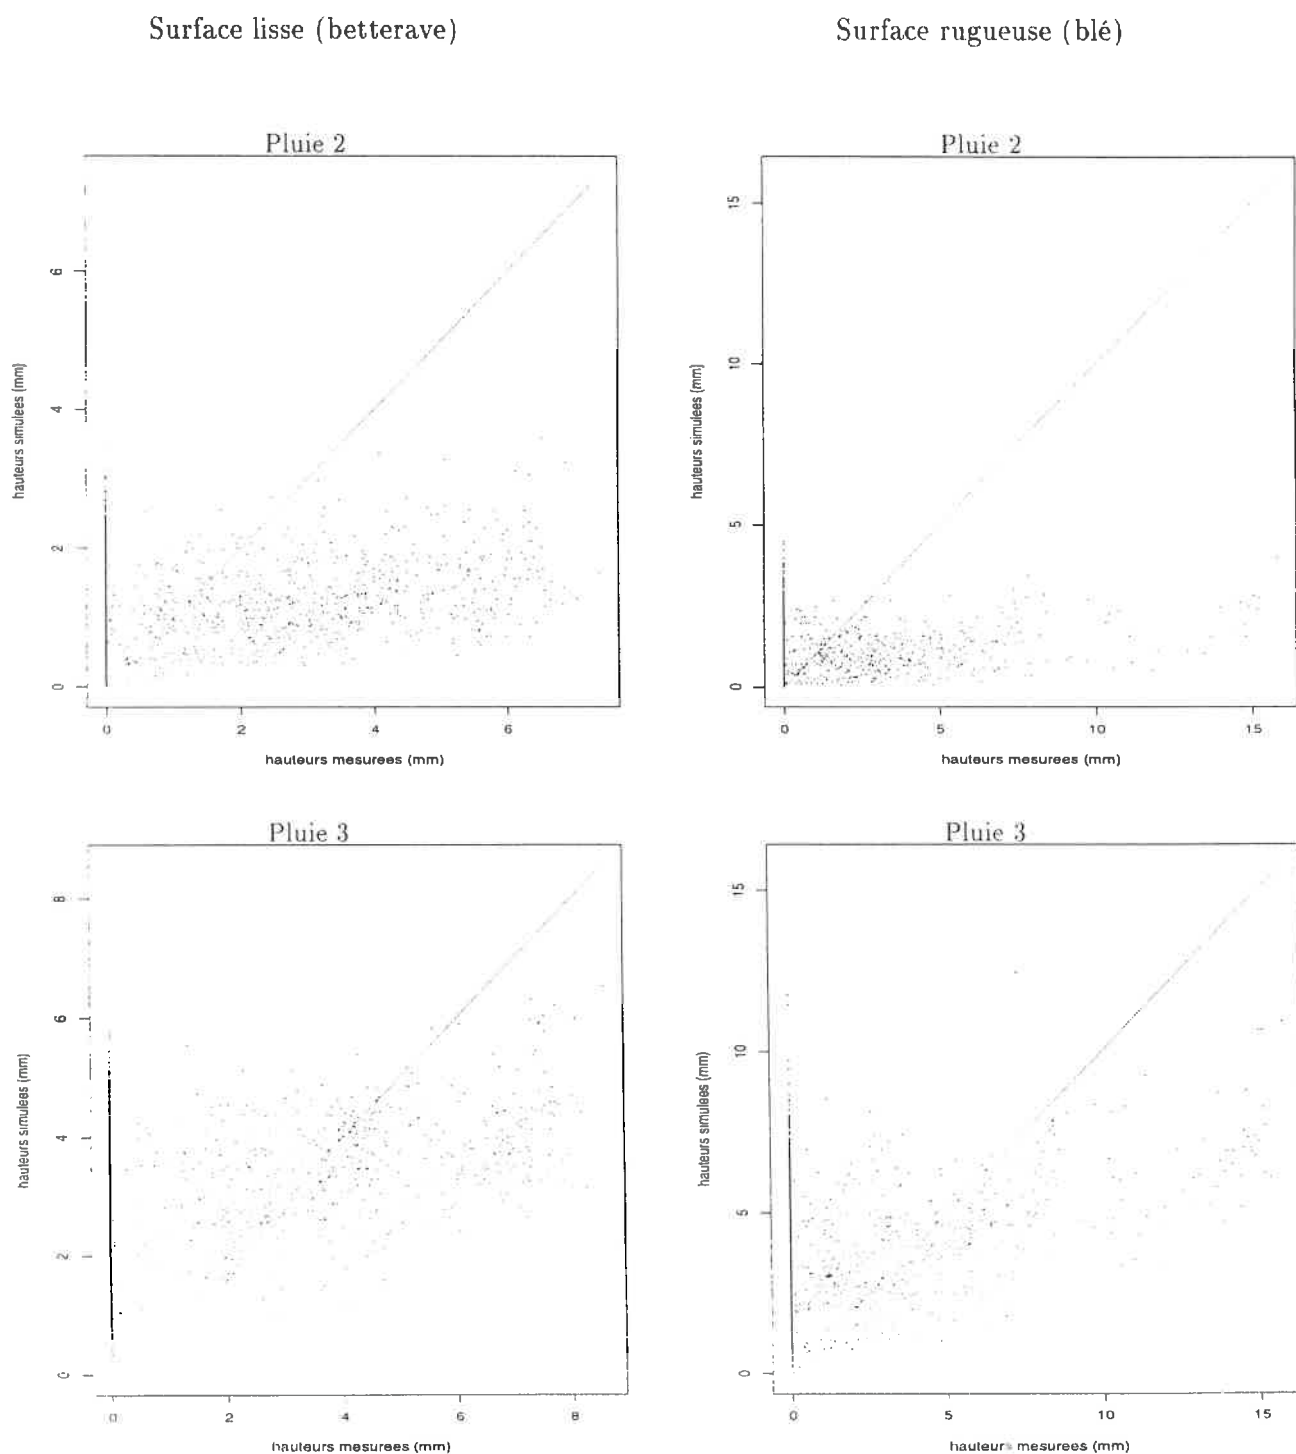 Surface lisse (betterave)
Surface rugueuse (blé)
Pluie 2
6
4
2
0
hauteurs simulees (mm)
0 2 4 6
hauteurs mesurees (mm)
Pluie 2
15
10
5
0
hauteurs simulees (mm)
0 5 10 15
hauteurs mesurees (mm)
Pluie 3
8
6
4
2
0
hauteurs simulees (mm)
0 2 4 6 8
hauteurs mesurees (mm)
Pluie 3
15
10
5
0
hauteurs simulees (mm)
0 5 10 15
hauteurs mesurees (mm)